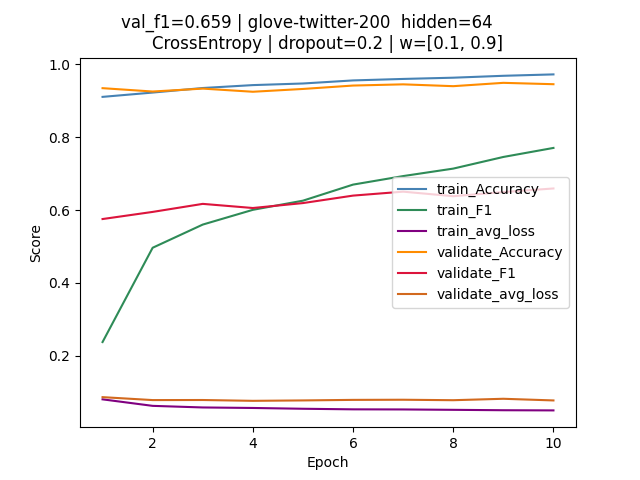 val_f1=0.659 | glove-twitter-200  hidden=64
CrossEntropy | dropout=0.2 | w=[0.1, 0.9]
1.0
0.8
0.6
0.4
0.2
Score
train_Accuracy
train_F1
train_avg_loss
validate_Accuracy
validate_F1
validate_avg_loss
2 4 6 8 10
Epoch